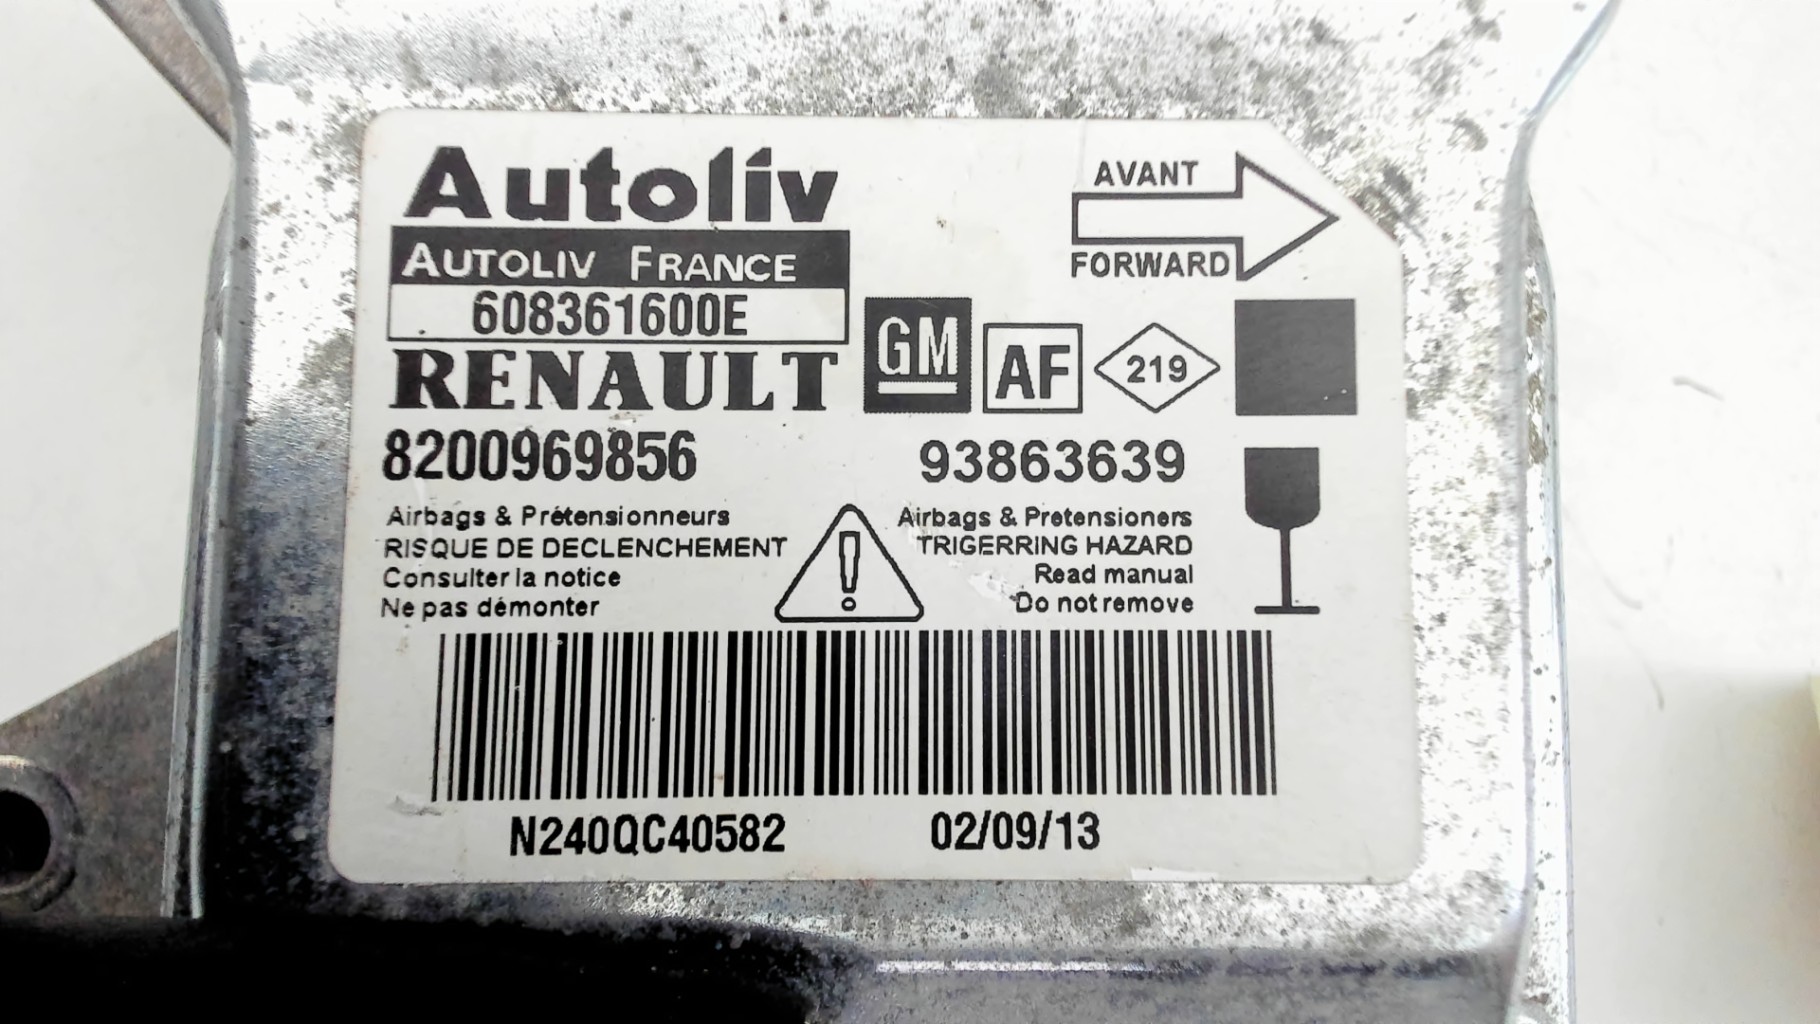 Autoliv
AUTOLIV FRANCE
608361600E
AVANT
FORWARD
RENAULT
GM
AF
219
8200969856
93863639
Airbags & Prétensionneurs
RISQUE DE DECLENCHEMENT
Consulter la notice
Ne pas démonter
Airbags & Pretensioners
TRIGERRING HAZARD
Read manual
Do not remove
N240QC40582 02/09/13